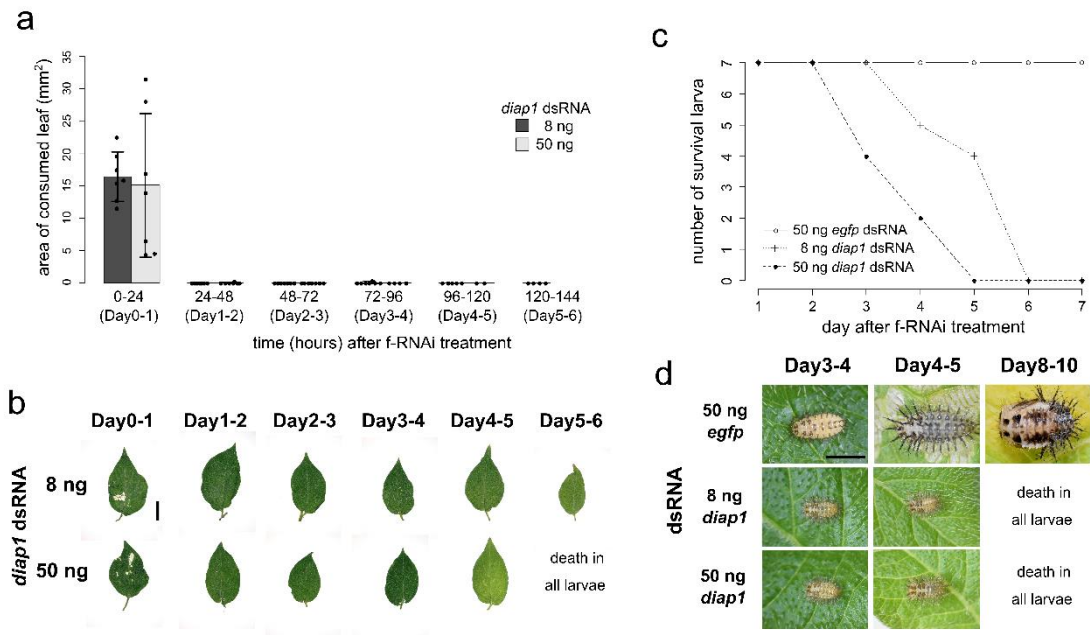 a
area of consumed leaf (mm²)
35
30
25
20
15
10
5
0
diap1 dsRNA
8 ng
50 ng
0-24 24-48 48-72 72-96 96-120 120-144
(Day0-1) (Day1-2) (Day2-3) (Day3-4) (Day4-5) (Day5-6)
time (hours) after f-RNAi treatment
b
Day0-1 Day1-2 Day2-3 Day3-4 Day4-5 Day5-6
diap1 dsRNA
8 ng
50 ng
death in
all larvae
c
number of survival larva
7
6
4
2
0
50 ng egfp dsRNA
8 ng diap1 dsRNA
50 ng diap1 dsRNA
1 2 3 4 5 6 7
day after f-RNAi treatment
d
Day3-4 Day4-5 Day8-10
dsRNA
50 ng
egfp
8 ng
diap1
death in
all larvae
50 ng
diap1
death in
all larvae